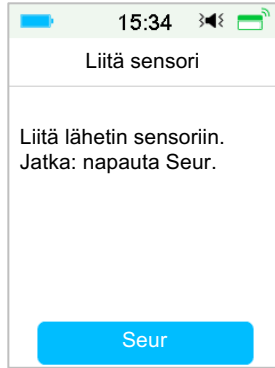 15:34
Liitä sensori
Liitä lähetin sensoriin.
Jatka: napauta Seur.
Seur